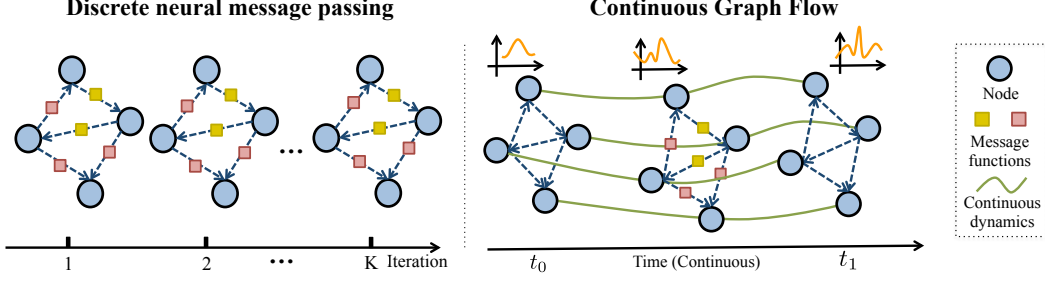 Discrete neural message passing
Continuous Graph Flow
Node
Message
functions
Continuous
dynamics
...
1
2
...
K
Iteration
t0
Time (Continuous)
t1